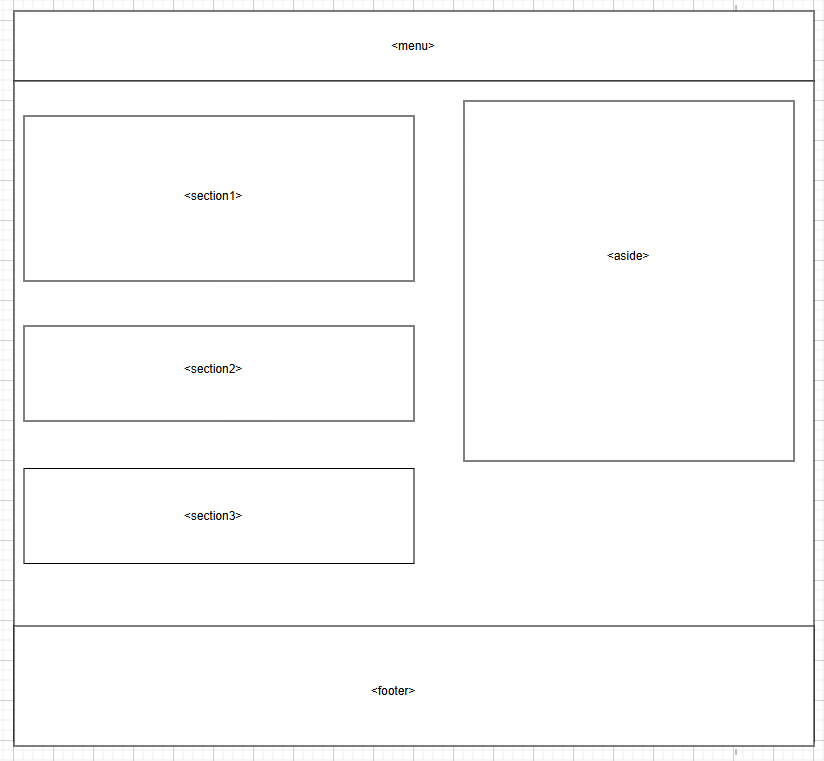 <menu>
<section1>
<aside>
<section2>
<section3>
<footer>